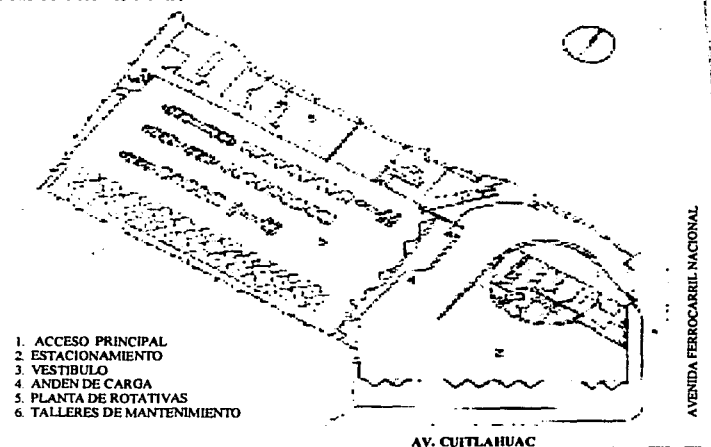 1. ACCESO PRINCIPAL
2. ESTACIONAMIENTO
3. VESTIBULO
4. ANDEN DE CARGA
5. PLANTA DE ROTATIVAS
6. TALLERES DE MANTENIMIENTO
AVENIDA FERROCARRIL NACIONAL
AV. CUITLAHUAC